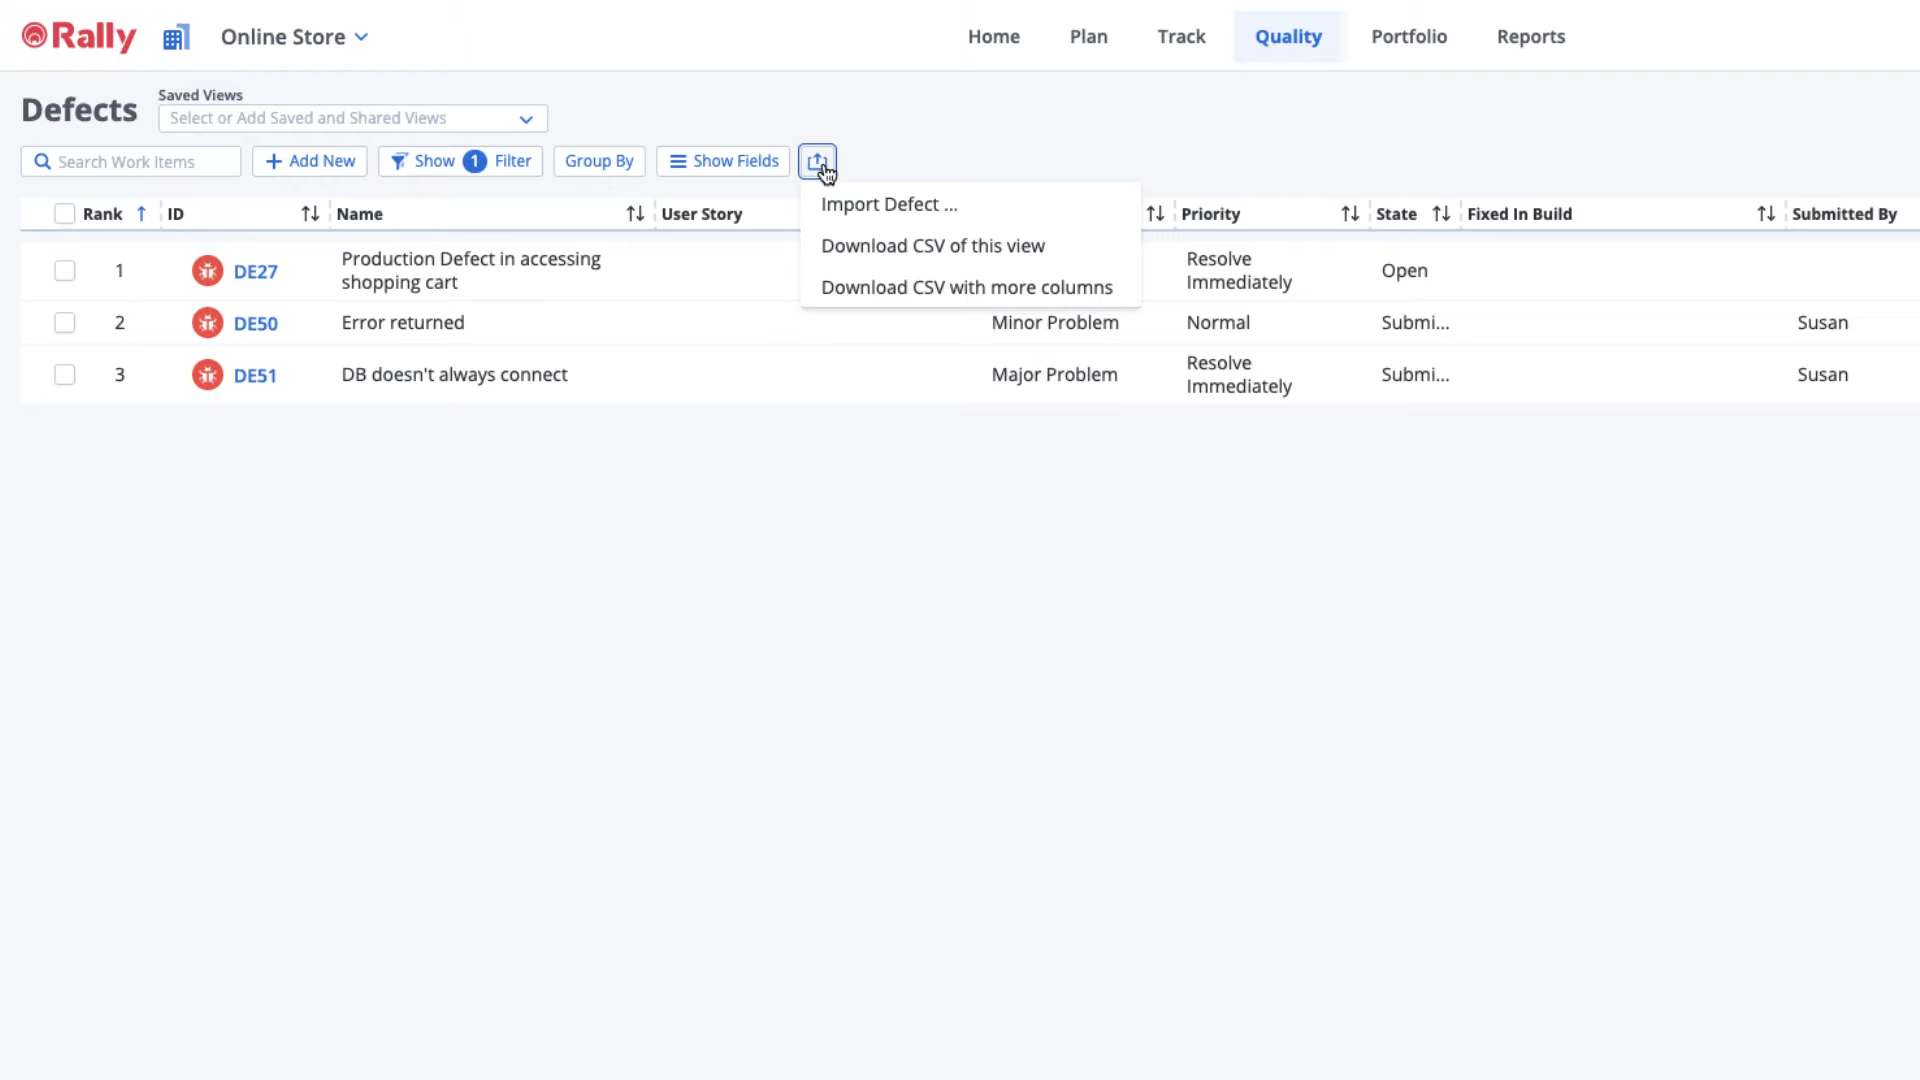 Rally
Online Store
Home
Plan
Track
Quality
Portfolio
Reports
Defects
Saved Views
Select or Add Saved and Shared Views
Search Work Items
Add New
Show 1 Filter
Group By
Show Fields
Import Defect ...
Download CSV of this view
Download CSV with more columns
Rank
ID
Name
User Story
Priority
State
Fixed In Build
Submitted By
1
DE27
Production Defect in accessing
shopping cart
Resolve
Immediately
Open
2
DE50
Error returned
Minor Problem
Normal
Submi...
Susan
3
DE51
DB doesn't always connect
Major Problem
Resolve
Immediately
Submi...
Susan